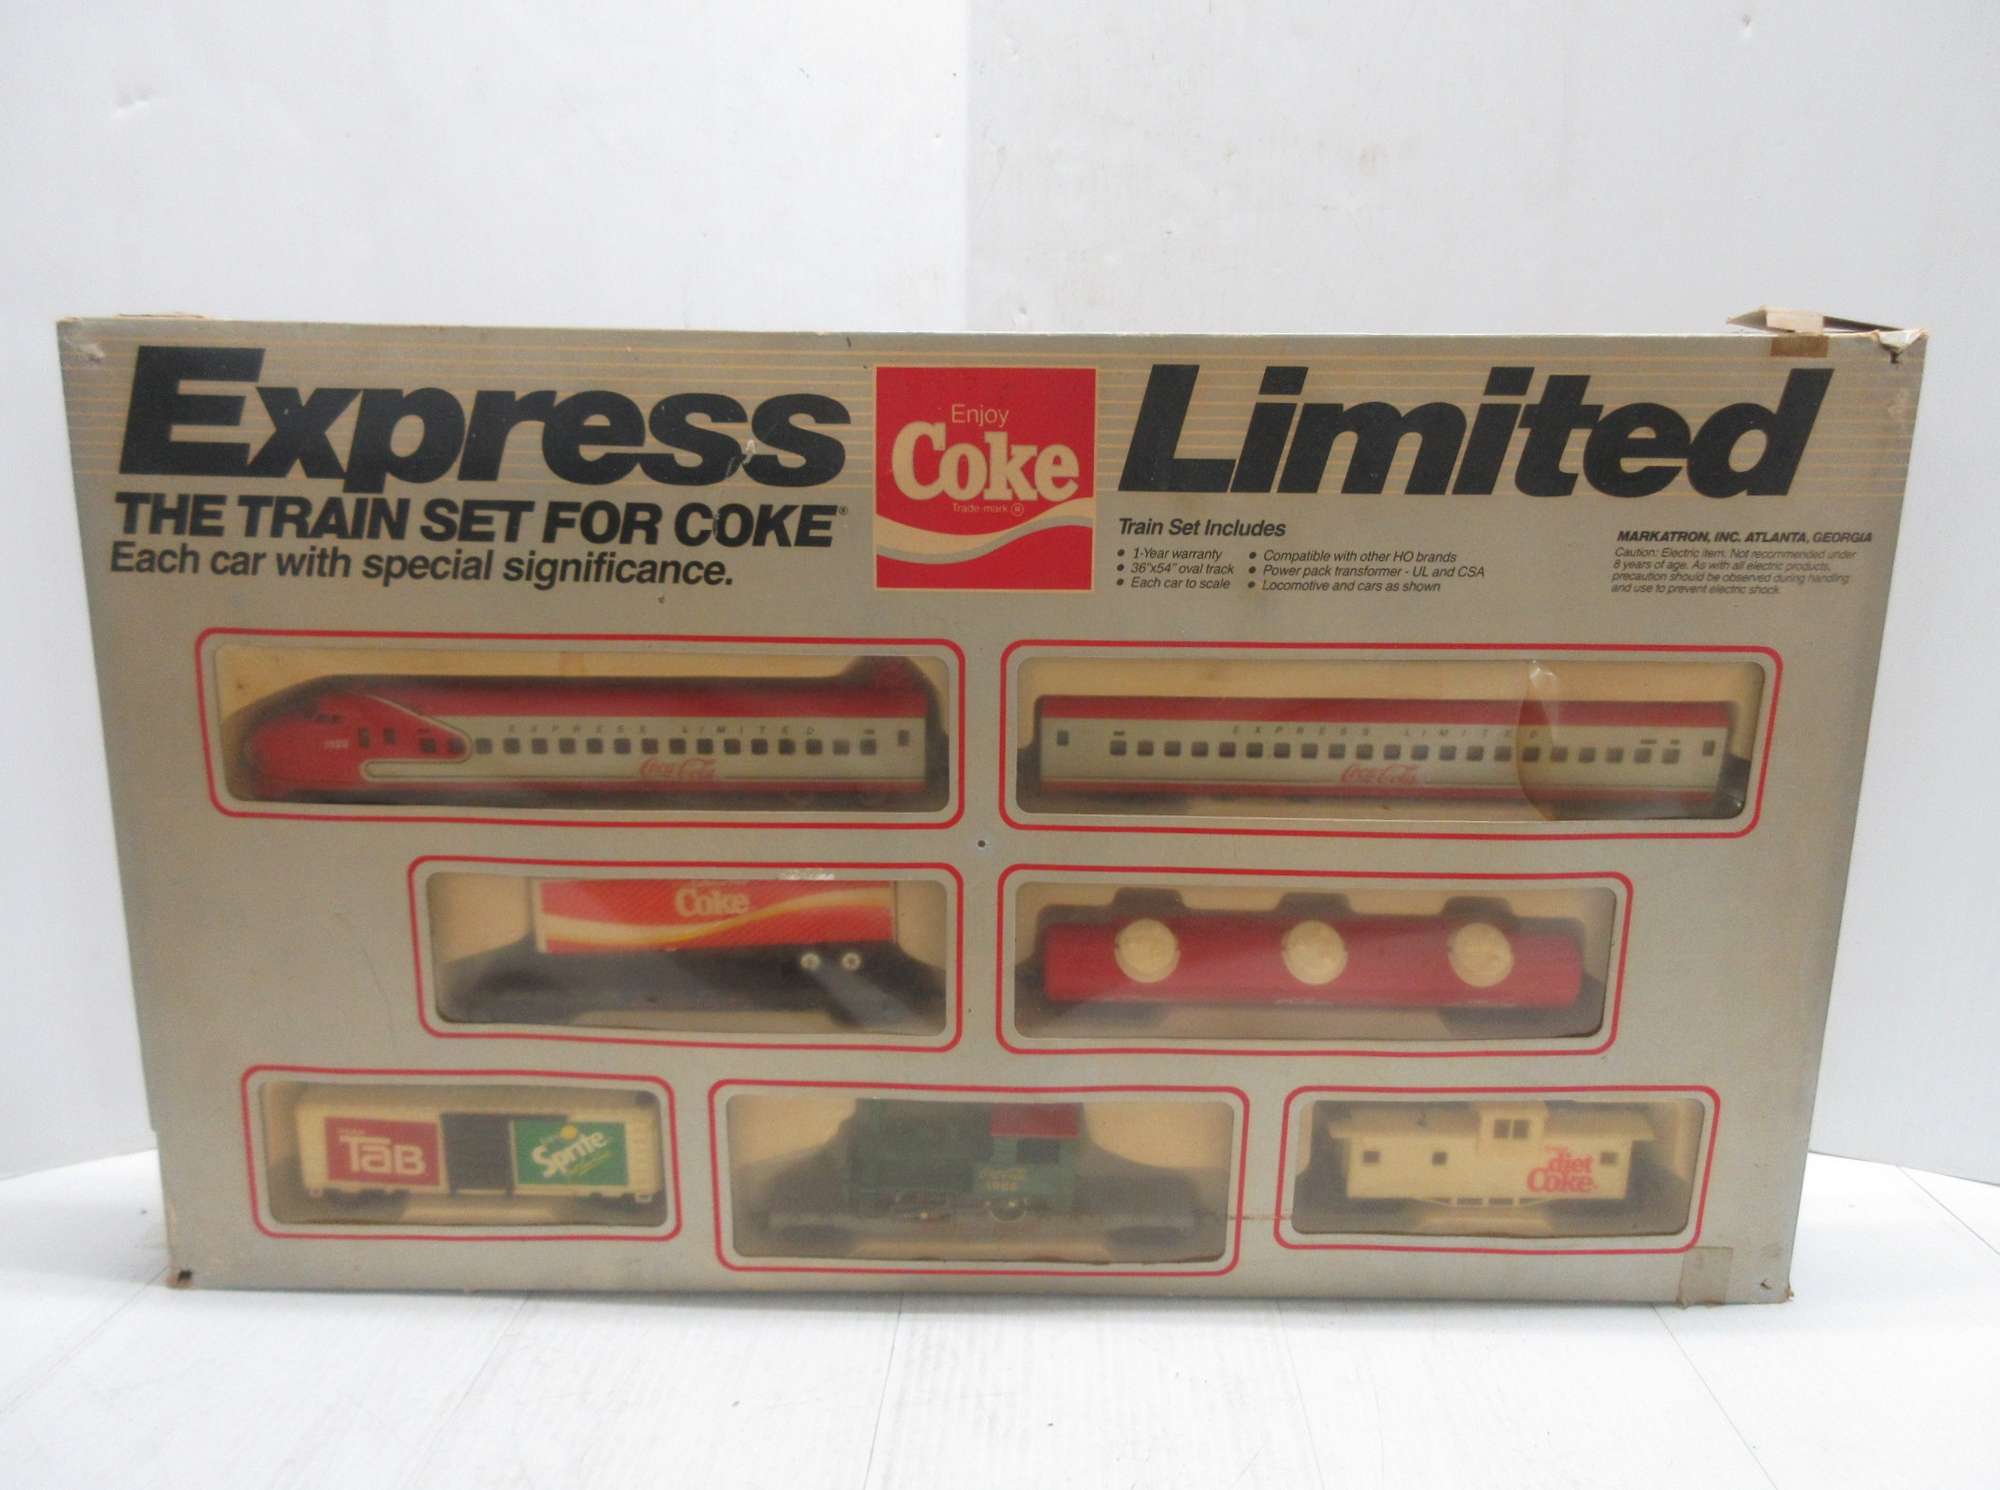 Express
Limited
THE TRAIN SET FOR COKE®
Each car with special significance.
Enjoy
Coke
Trade-mark ®
Train Set Includes
• 1-Year warranty
• 36"x54" oval track
• Each car to scale
• Compatible with other HO brands
• Power pack transformer - UL and CSA
• Locomotive and cars as shown
MARKATRON, INC. ATLANTA, GEORGIA
Caution: Electric item. Not recommended under
8 years of age. As with all electric products,
precaution should be observed during handling
and use to prevent electric shock.
EXPRESS LIMITED
Coca-Cola
EXPRESS LIMITED
Coca-Cola
Coke
TaB
Sprite
diet
Coke